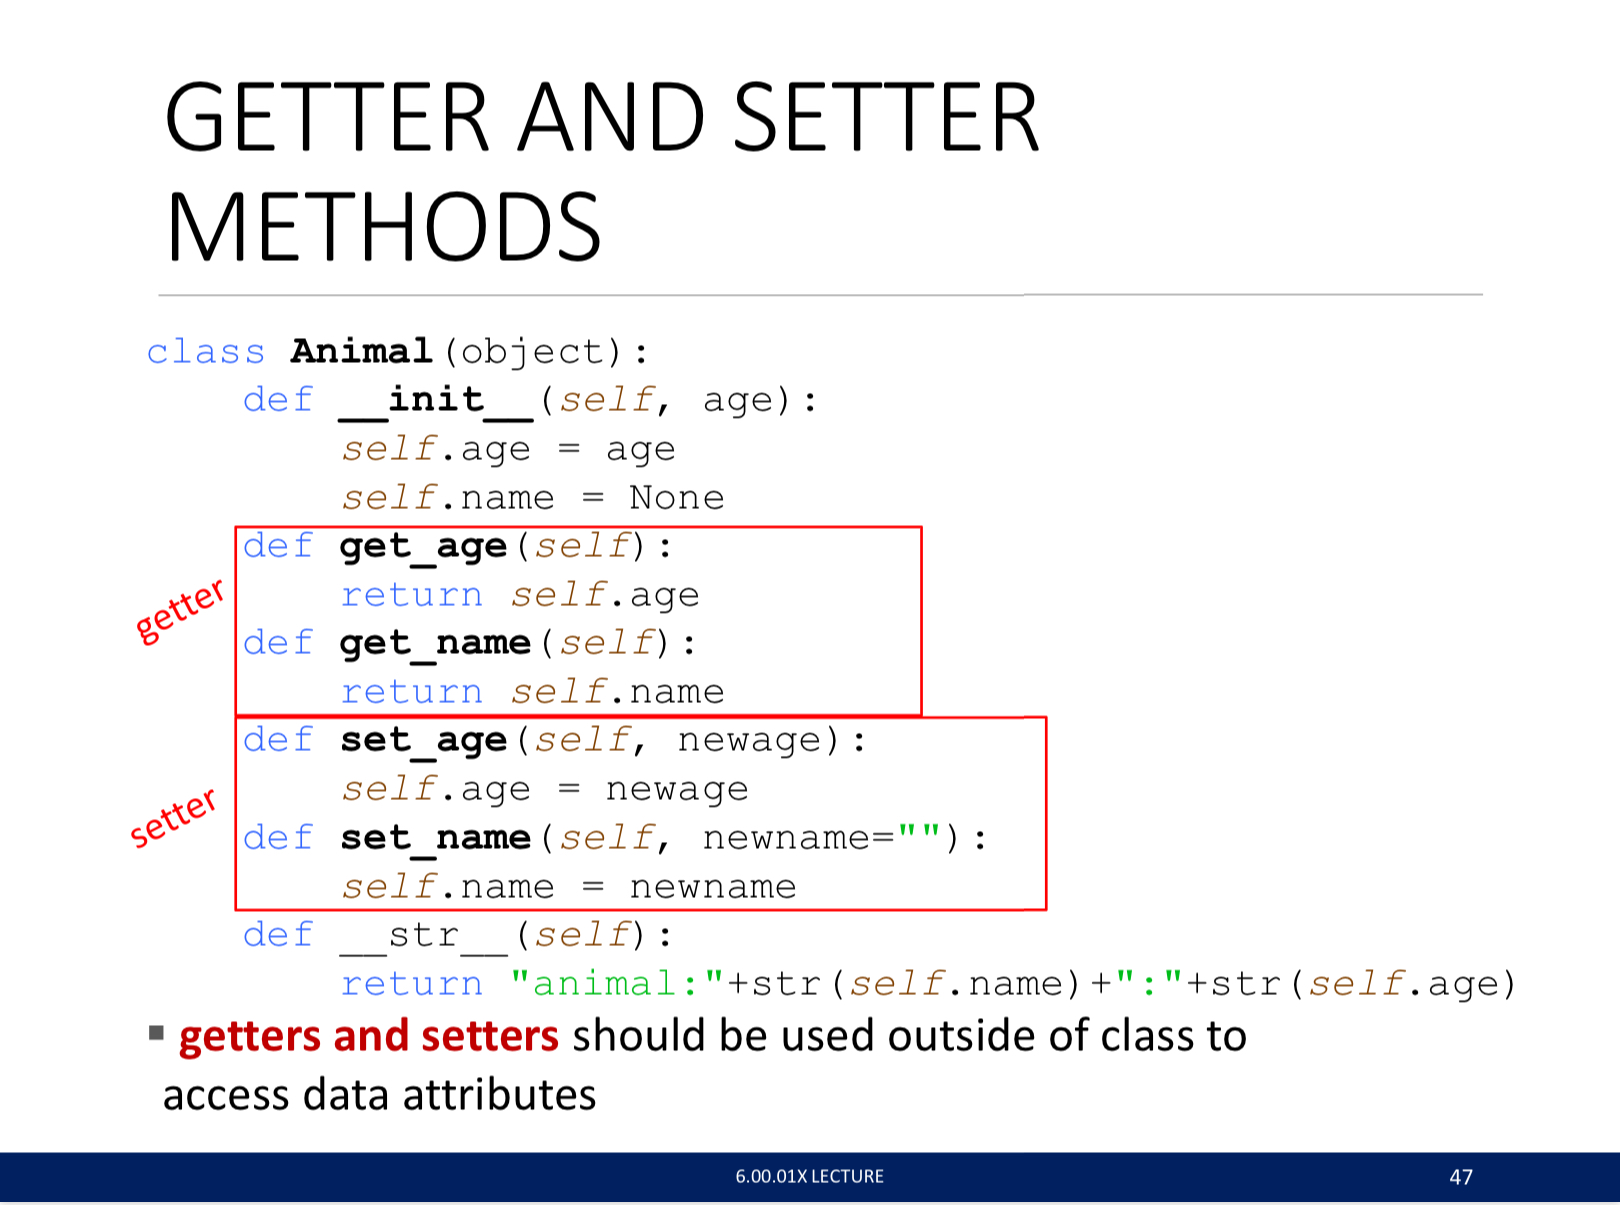 GETTER AND SETTER
METHODS
class Animal(object):
    def __init__(self, age):
        self.age = age
        self.name = None
    def get_age(self):
        return self.age
    def get_name(self):
        return self.name
getter
    def set_age(self, newage):
        self.age = newage
    def set_name(self, newname=""):
        self.name = newname
setter
    def __str__(self):
        return "animal:"+str(self.name)+":"+str(self.age)
▪ getters and setters should be used outside of class to
access data attributes
6.00.01X LECTURE
47